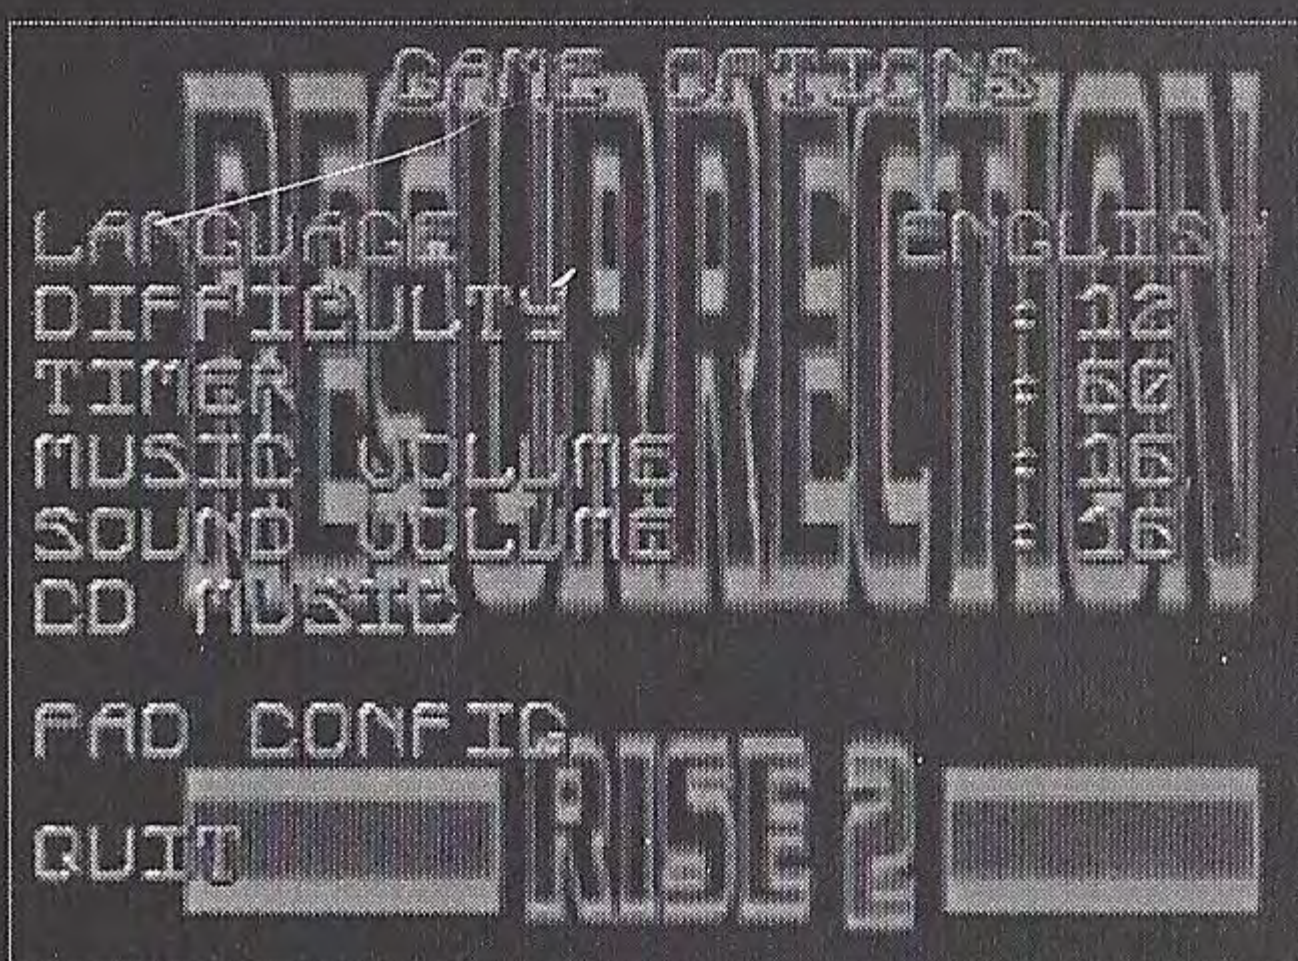 GAME OPTIONS
RESURRECTION
LANGUAGE ENGLISH
DIFFICULTY : 12
TIMER : 60
MUSIC VOLUME : 16
SOUND VOLUME : 16
CD MUSIC
PAD CONFIG
RISE 2
QUIT